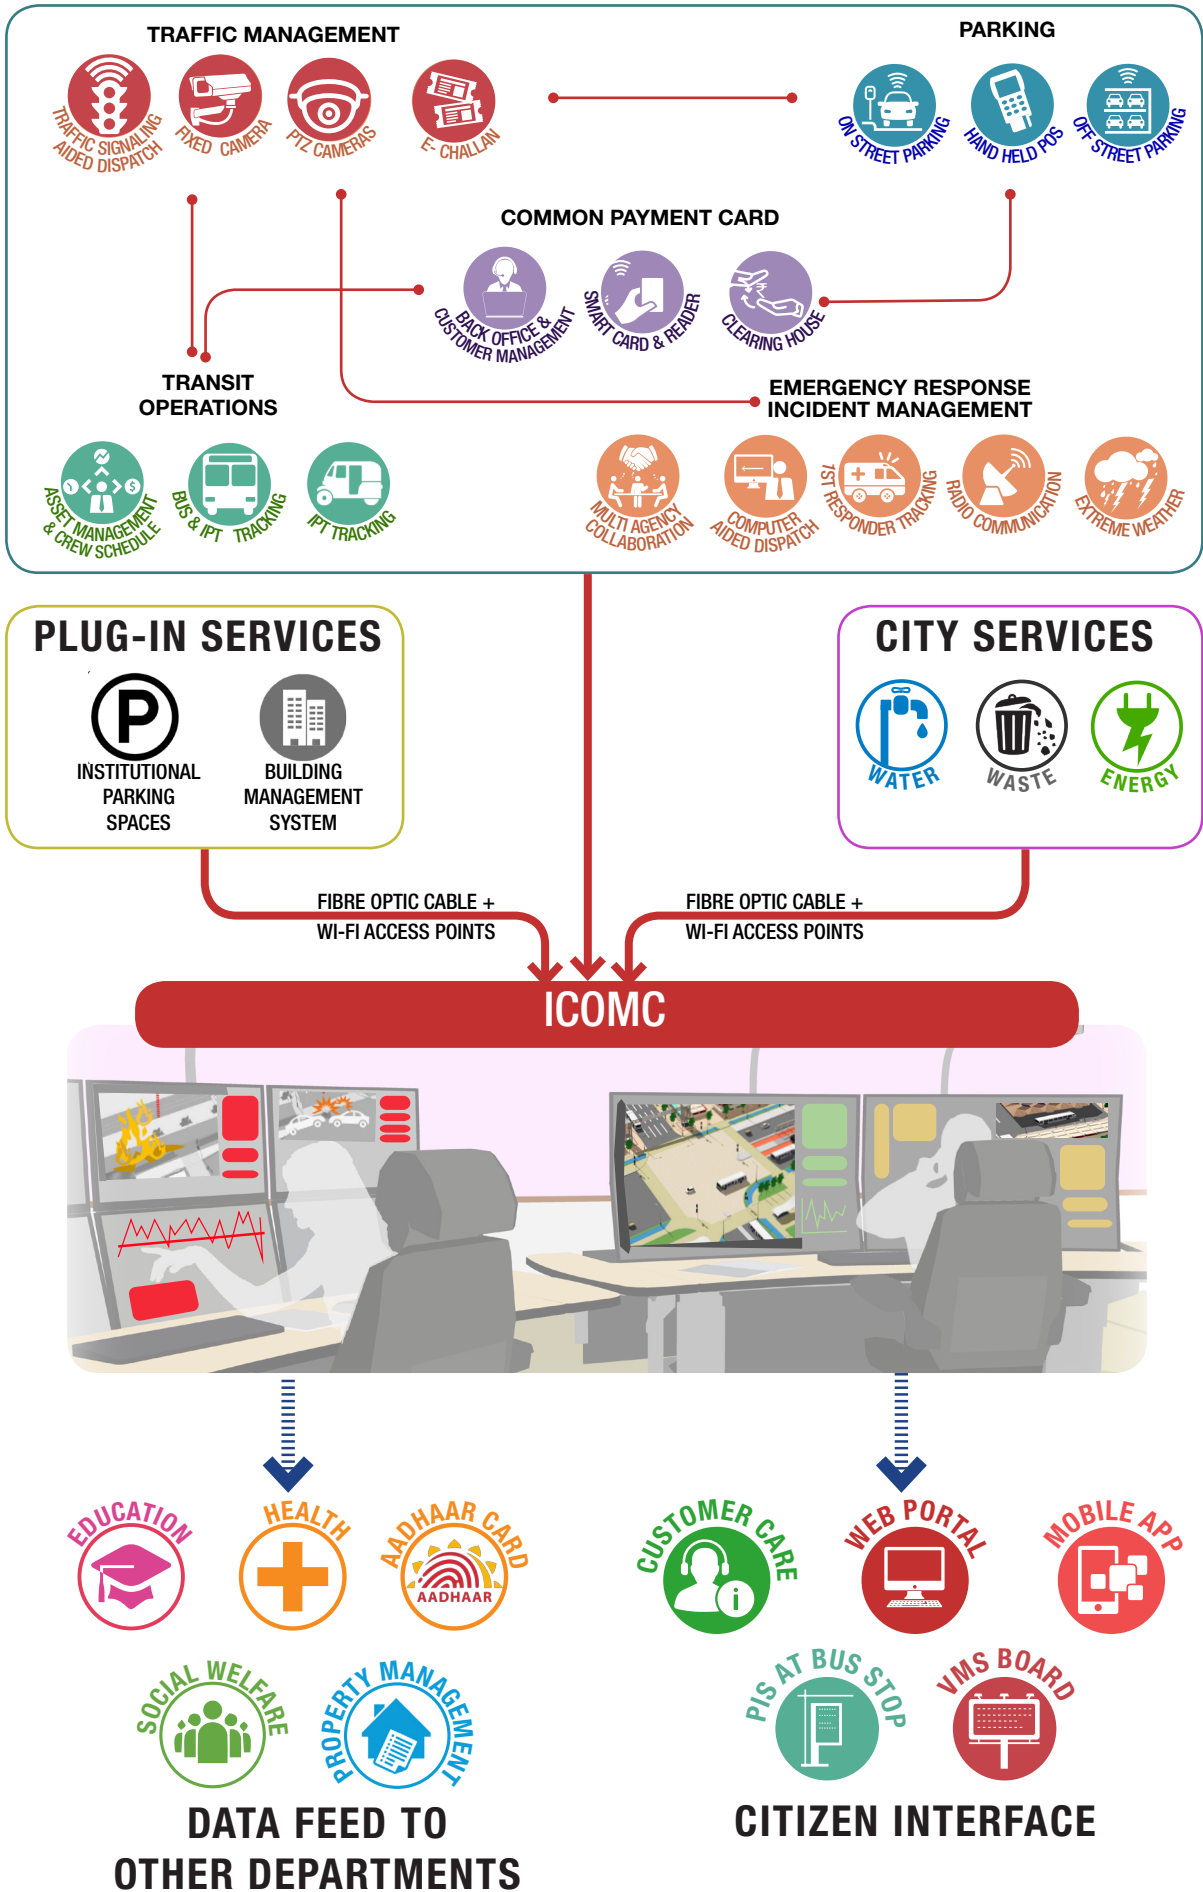 TRAFFIC MANAGEMENT
PARKING
TRAFFIC SIGNALING
AIDED DISPATCH
FIXED CAMERA
PTZ CAMERAS
E- CHALLAN
ON STREET PARKING
HAND HELD POS
OFF STREET PARKING
COMMON PAYMENT CARD
BACK OFFICE &
CUSTOMER MANAGEMENT
SMART CARD & READER
CLEARING HOUSE
TRANSIT
OPERATIONS
EMERGENCY RESPONSE
INCIDENT MANAGEMENT
ASSET MANAGEMENT
& CREW SCHEDULE
BUS & IPT TRACKING
IPT TRACKING
MULTI AGENCY
COLLABORATION
COMPUTER
AIDED DISPATCH
1ST RESPONDER TRACKING
RADIO COMMUNICATION
EXTREME WEATHER
PLUG-IN SERVICES
P
INSTITUTIONAL
PARKING
SPACES
BUILDING
MANAGEMENT
SYSTEM
CITY SERVICES
WATER
WASTE
ENERGY
FIBRE OPTIC CABLE +
WI-FI ACCESS POINTS
FIBRE OPTIC CABLE +
WI-FI ACCESS POINTS
ICOMC
EDUCATION
HEALTH
AADHAAR CARD
AADHAAR
SOCIAL WELFARE
PROPERTY MANAGEMENT
DATA FEED TO
OTHER DEPARTMENTS
CUSTOMER CARE
i
WEB PORTAL
MOBILE APP
PIS AT BUS STOP
VMS BOARD
CITIZEN INTERFACE